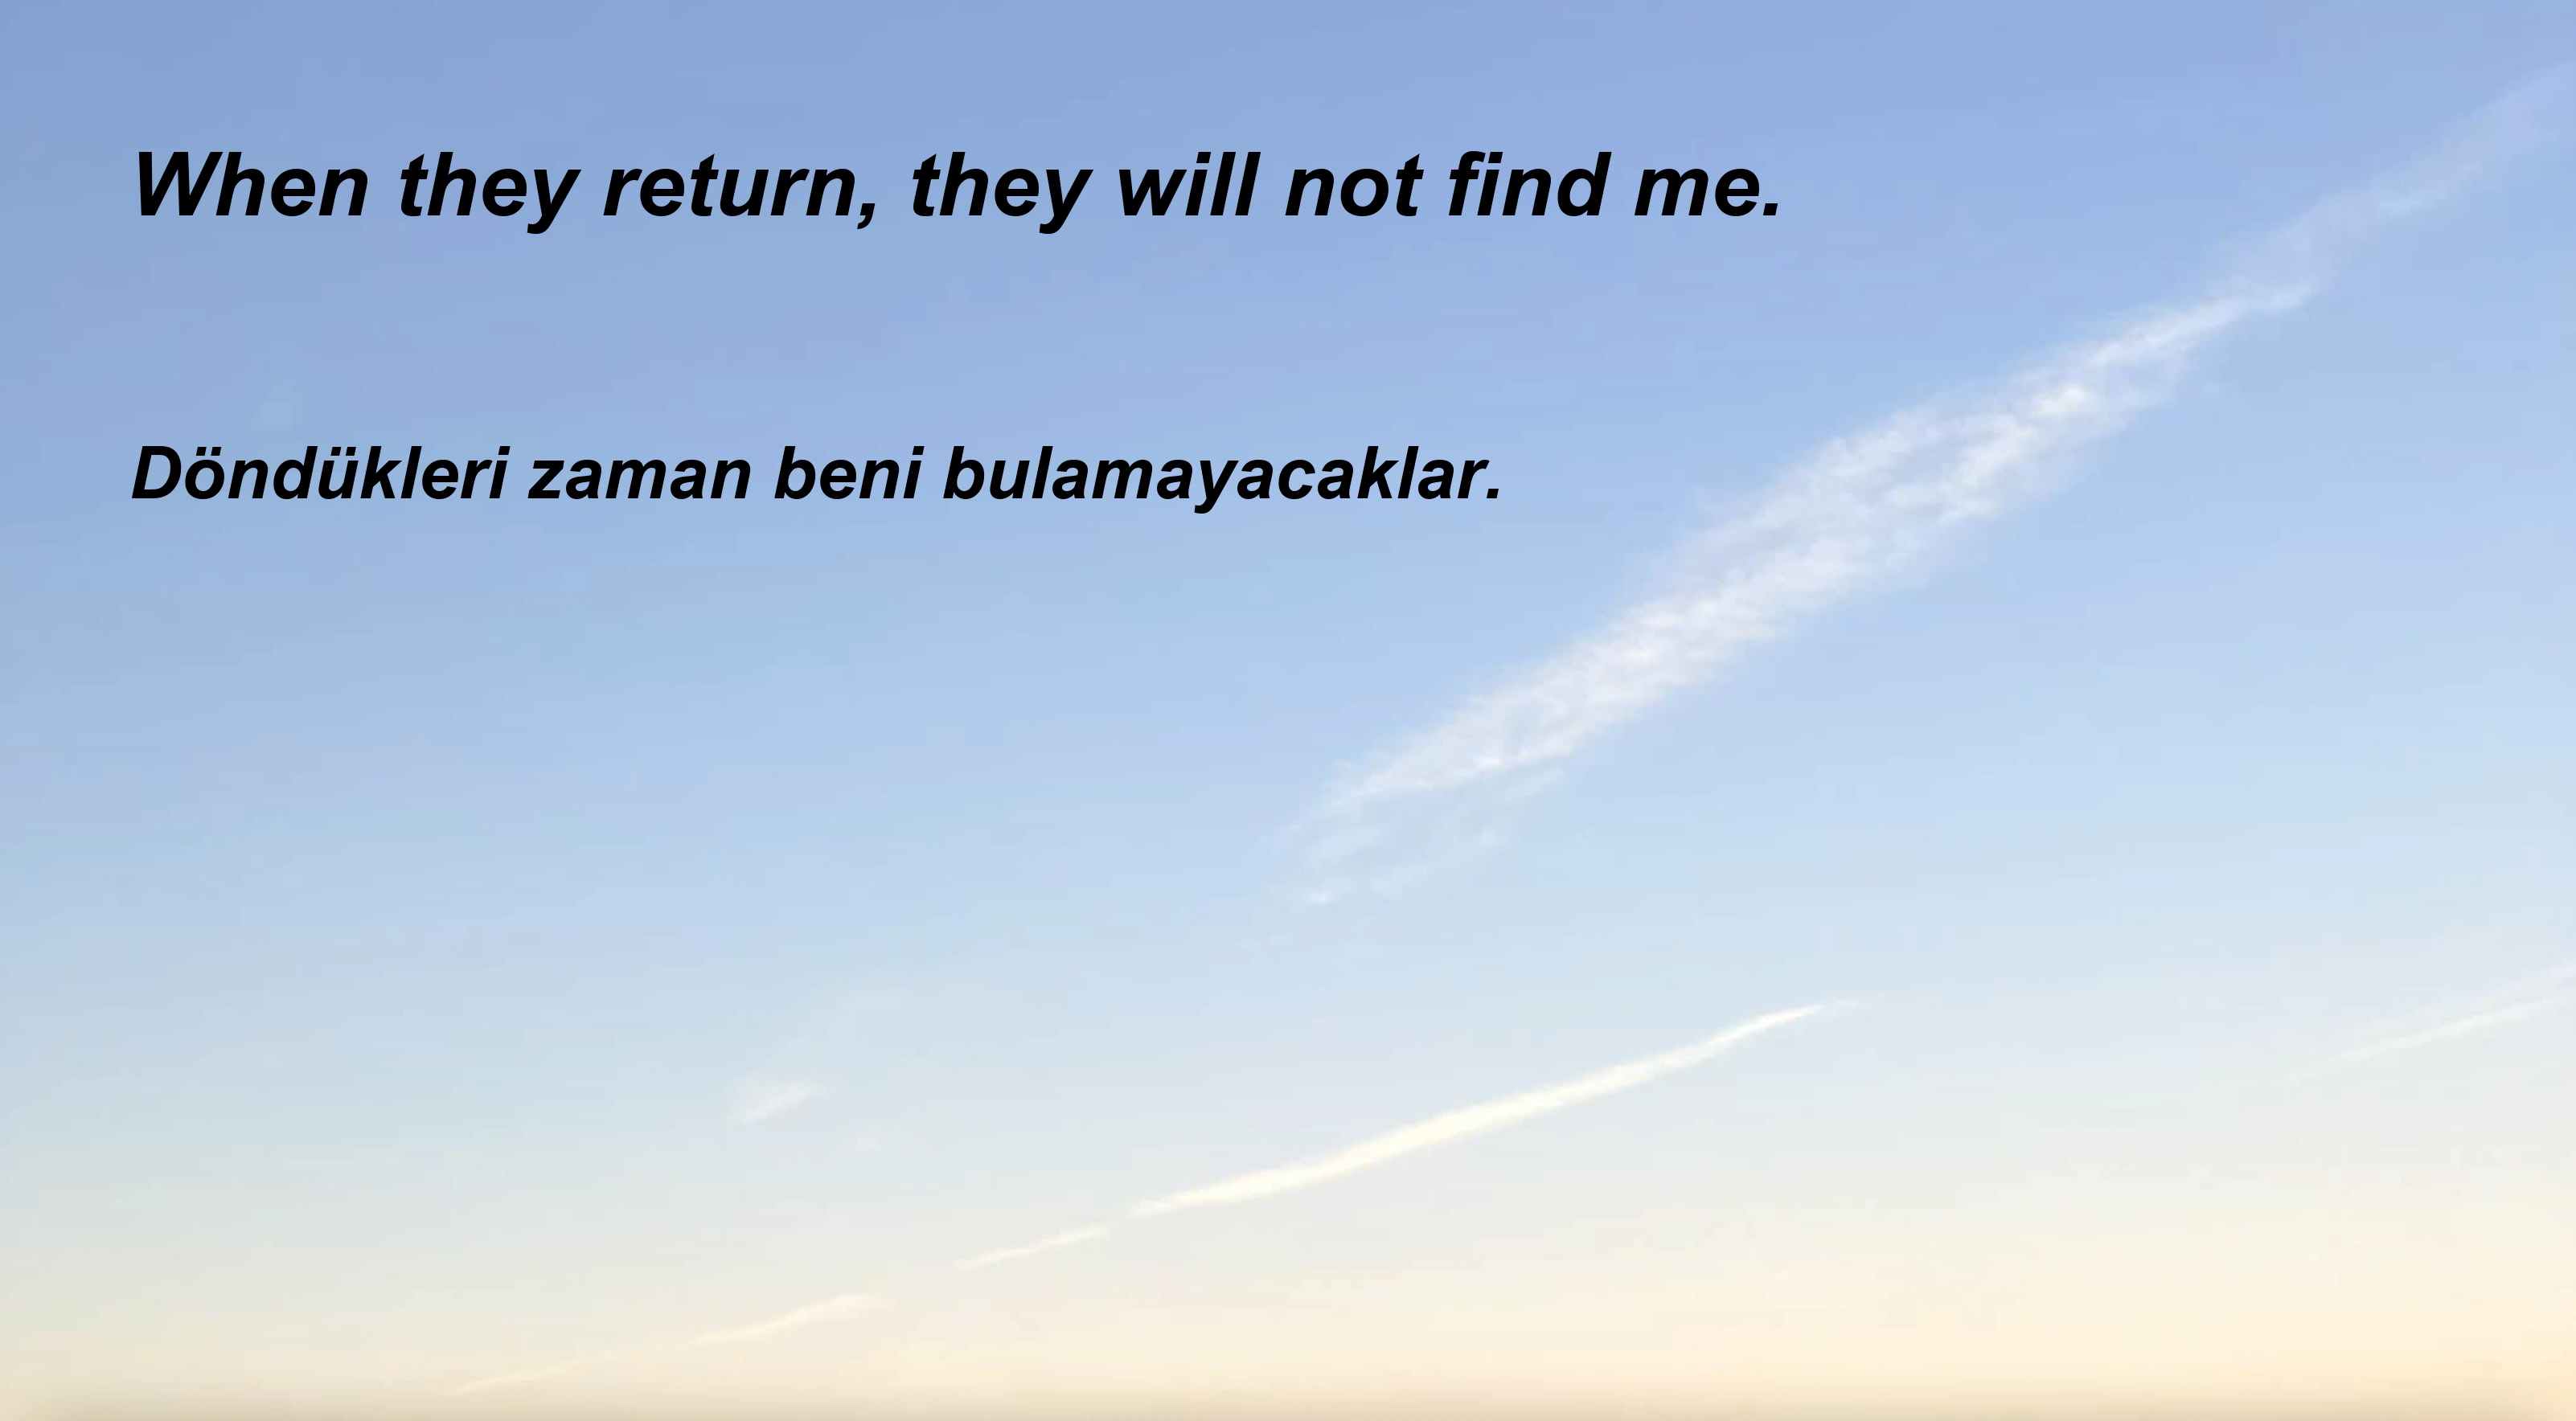 When they return, they will not find me.
Döndükleri zaman beni bulamayacaklar.